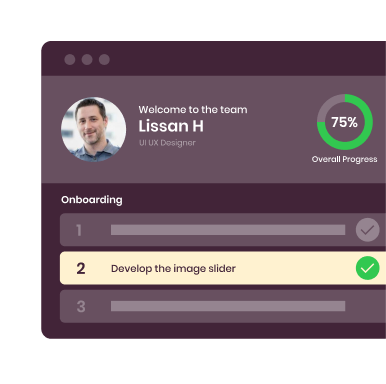 Welcome to the team
Lissan H
UI UX Designer
75%
Overall Progress
Onboarding
1
2
Develop the image slider
3